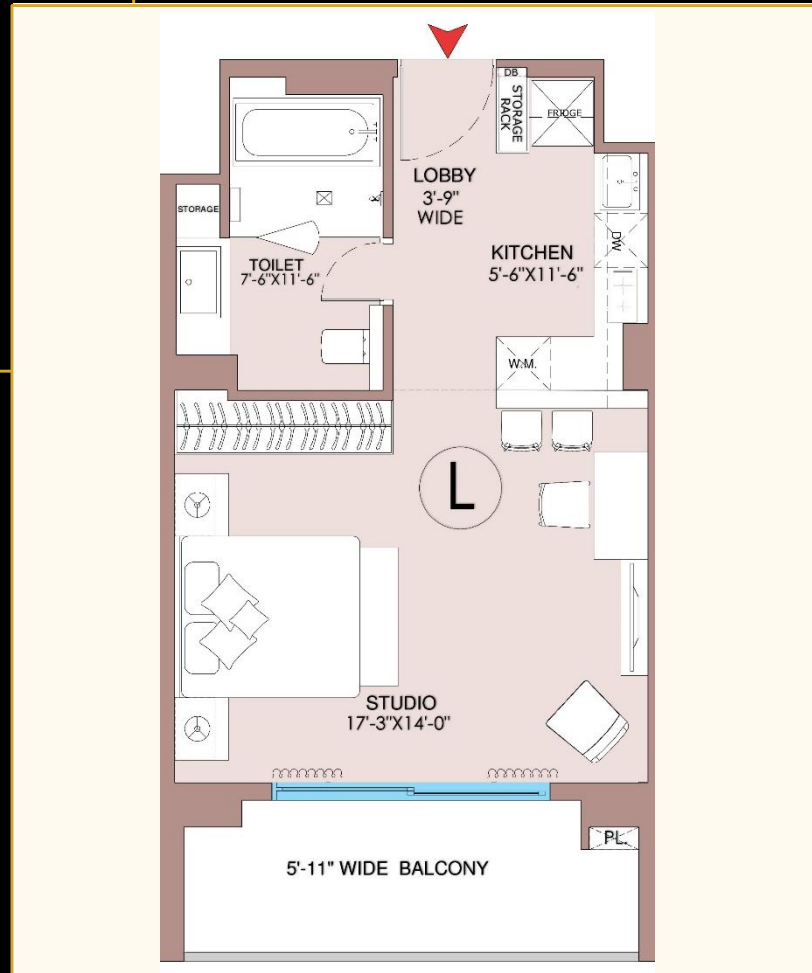 DB
STORAGE
RACK
FRIDGE
LOBBY
3'-9"
WIDE
STORAGE
KITCHEN
5'-6"X11'-6"
DW
TOILET
7'-6"X11'-6"
W.M.
L
STUDIO
17'-3"X14'-0"
PL.
5'-11" WIDE BALCONY